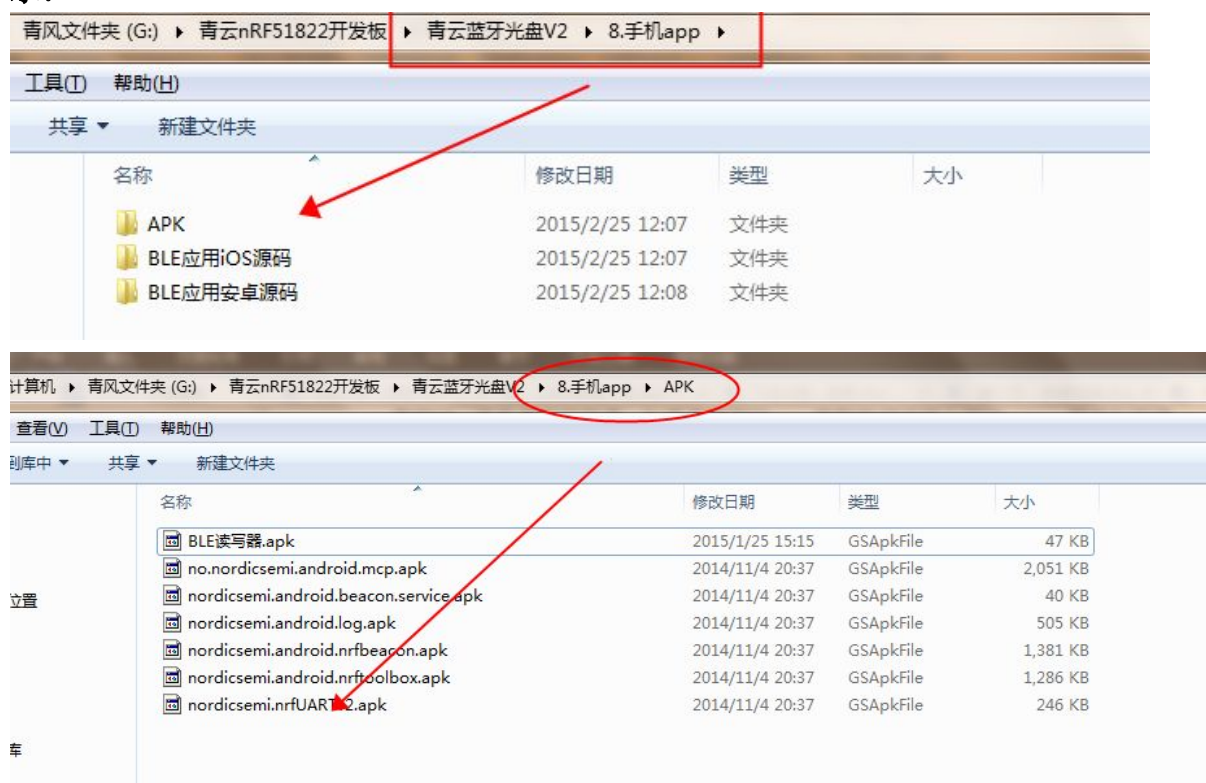 青风文件夹 (G:) ▸ 青云nRF51822开发板 ▸ 青云蓝牙光盘V2 ▸ 8.手机app ▸
工具(T) 帮助(H)
共享 新建文件夹
名称 修改日期 类型 大小
APK 2015/2/25 12:07 文件夹
BLE应用iOS源码 2015/2/25 12:07 文件夹
BLE应用安卓源码 2015/2/25 12:08 文件夹
计算机 ▸ 青风文件夹 (G:) ▸ 青云nRF51822开发板 ▸ 青云蓝牙光盘V2 ▸ 8.手机app ▸ APK
查看(V) 工具(T) 帮助(H)
到库中 共享 新建文件夹
名称 修改日期 类型 大小
BLE读写器.apk 2015/1/25 15:15 GSApkFile 47 KB
no.nordicsemi.android.mcp.apk 2014/11/4 20:37 GSApkFile 2,051 KB
nordicsemi.android.beacon.service.apk 2014/11/4 20:37 GSApkFile 40 KB
位置
nordicsemi.android.log.apk 2014/11/4 20:37 GSApkFile 505 KB
nordicsemi.android.nrfbeacon.apk 2014/11/4 20:37 GSApkFile 1,381 KB
nordicsemi.android.nrftoolbox.apk 2014/11/4 20:37 GSApkFile 1,286 KB
2014/11/4 20:37 GSApkFile 246 KB
库